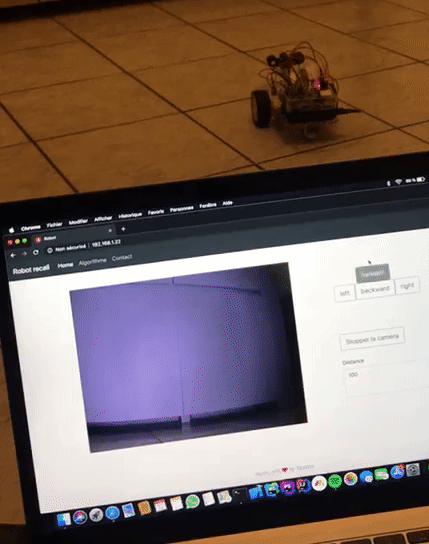 Chrome Fichier Modifier Afficher Historique Favoris Personnes Fenêtre Aide
Robot
Non sécurisé | 192.168.1.22
Robot recall Home Algorithme Contact
forward
left backward right
Stopper la camera
Distance
100